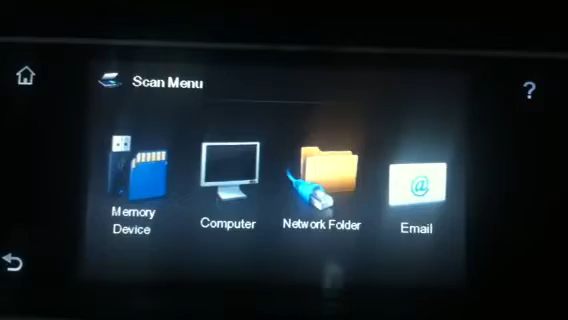 Scan Menu
?
Memory
Device
Computer
Network Folder
@
Email